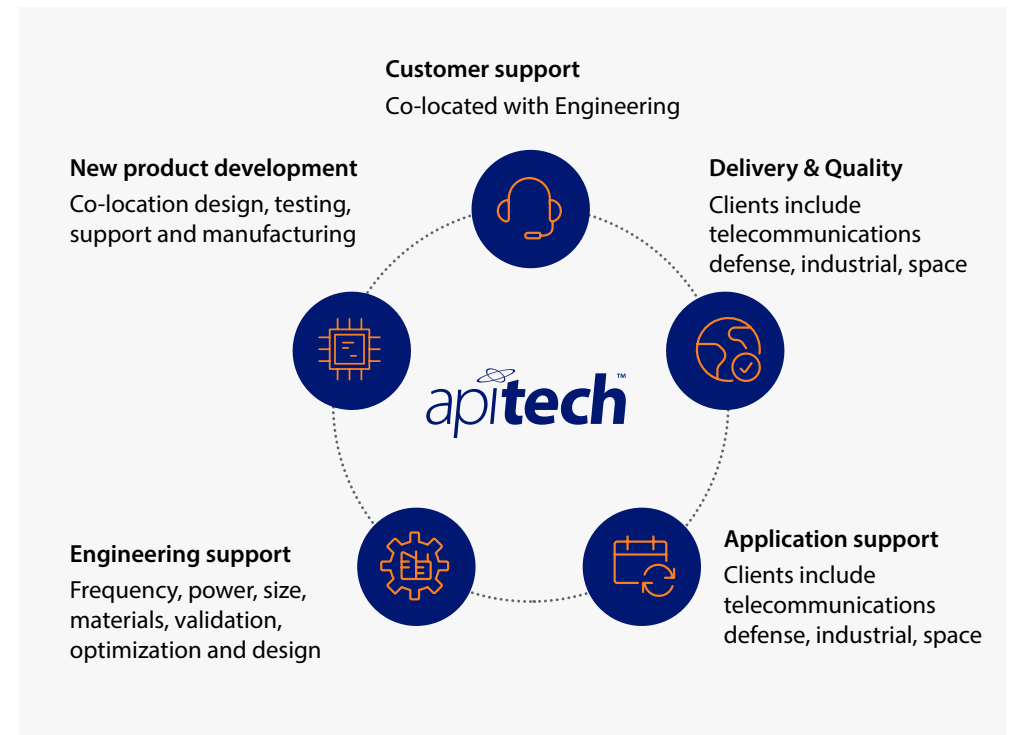 Customer support
Co-located with Engineering
New product development
Co-location design, testing,
support and manufacturing
Delivery & Quality
Clients include
telecommunications
defense, industrial, space
apitech™
Engineering support
Frequency, power, size,
materials, validation,
optimization and design
Application support
Clients include
telecommunications
defense, industrial, space